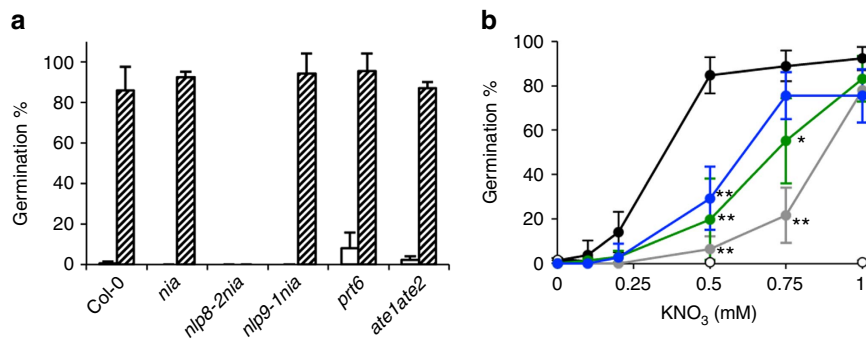 a
Germination %
100
80
60
40
20
0
Col-0
nia
nlp8-2nia
nlp9-1nia
prt6
ate1ate2
b
Germination %
100
80
60
40
20
0
**
**
**
*
**
0
0.25
0.5
0.75
1
KNO₃ (mM)